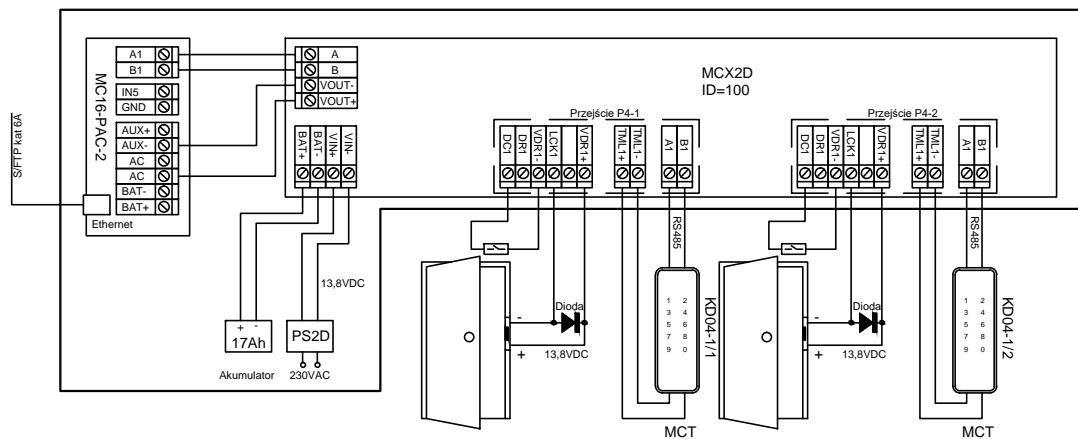 S/FTP kat 6A
MC16-PAC-2
A1
B1
IN5
GND
AUX+
AUX-
AC
AC
BAT-
BAT+
Ethernet
A
B
VOUT-
VOUT+
BAT+
BAT-
VIN+
VIN-
MCX2D
ID=100
Przejście P4-1
DC1
DR1
VDR1-
LCK1
VDR1+
TML1+
TML1-
A1
B1
Przejście P4-2
DC1
DR1
VDR1-
LCK1
VDR1+
TML1+
TML1-
A1
B1
RS485
RS485
13,8VDC
+ -
17Ah
Akumulator
PS2D
230VAC
Dioda
-
+
13,8VDC
1 2
3 4
5 6
7 8
9 0
KD04-1/1
MCT
Dioda
-
+
13,8VDC
1 2
3 4
5 6
7 8
9 0
KD04-1/2
MCT